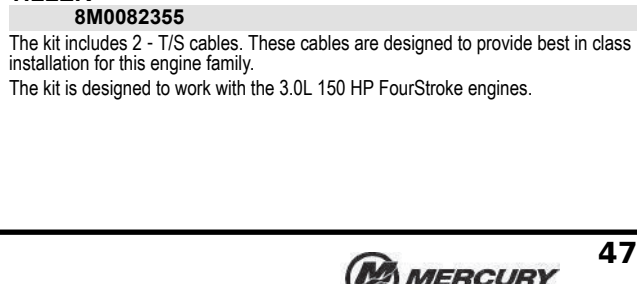 8M0082355
The kit includes 2 - T/S cables. These cables are designed to provide best in class
installation for this engine family.
The kit is designed to work with the 3.0L 150 HP FourStroke engines.
47
MERCURY